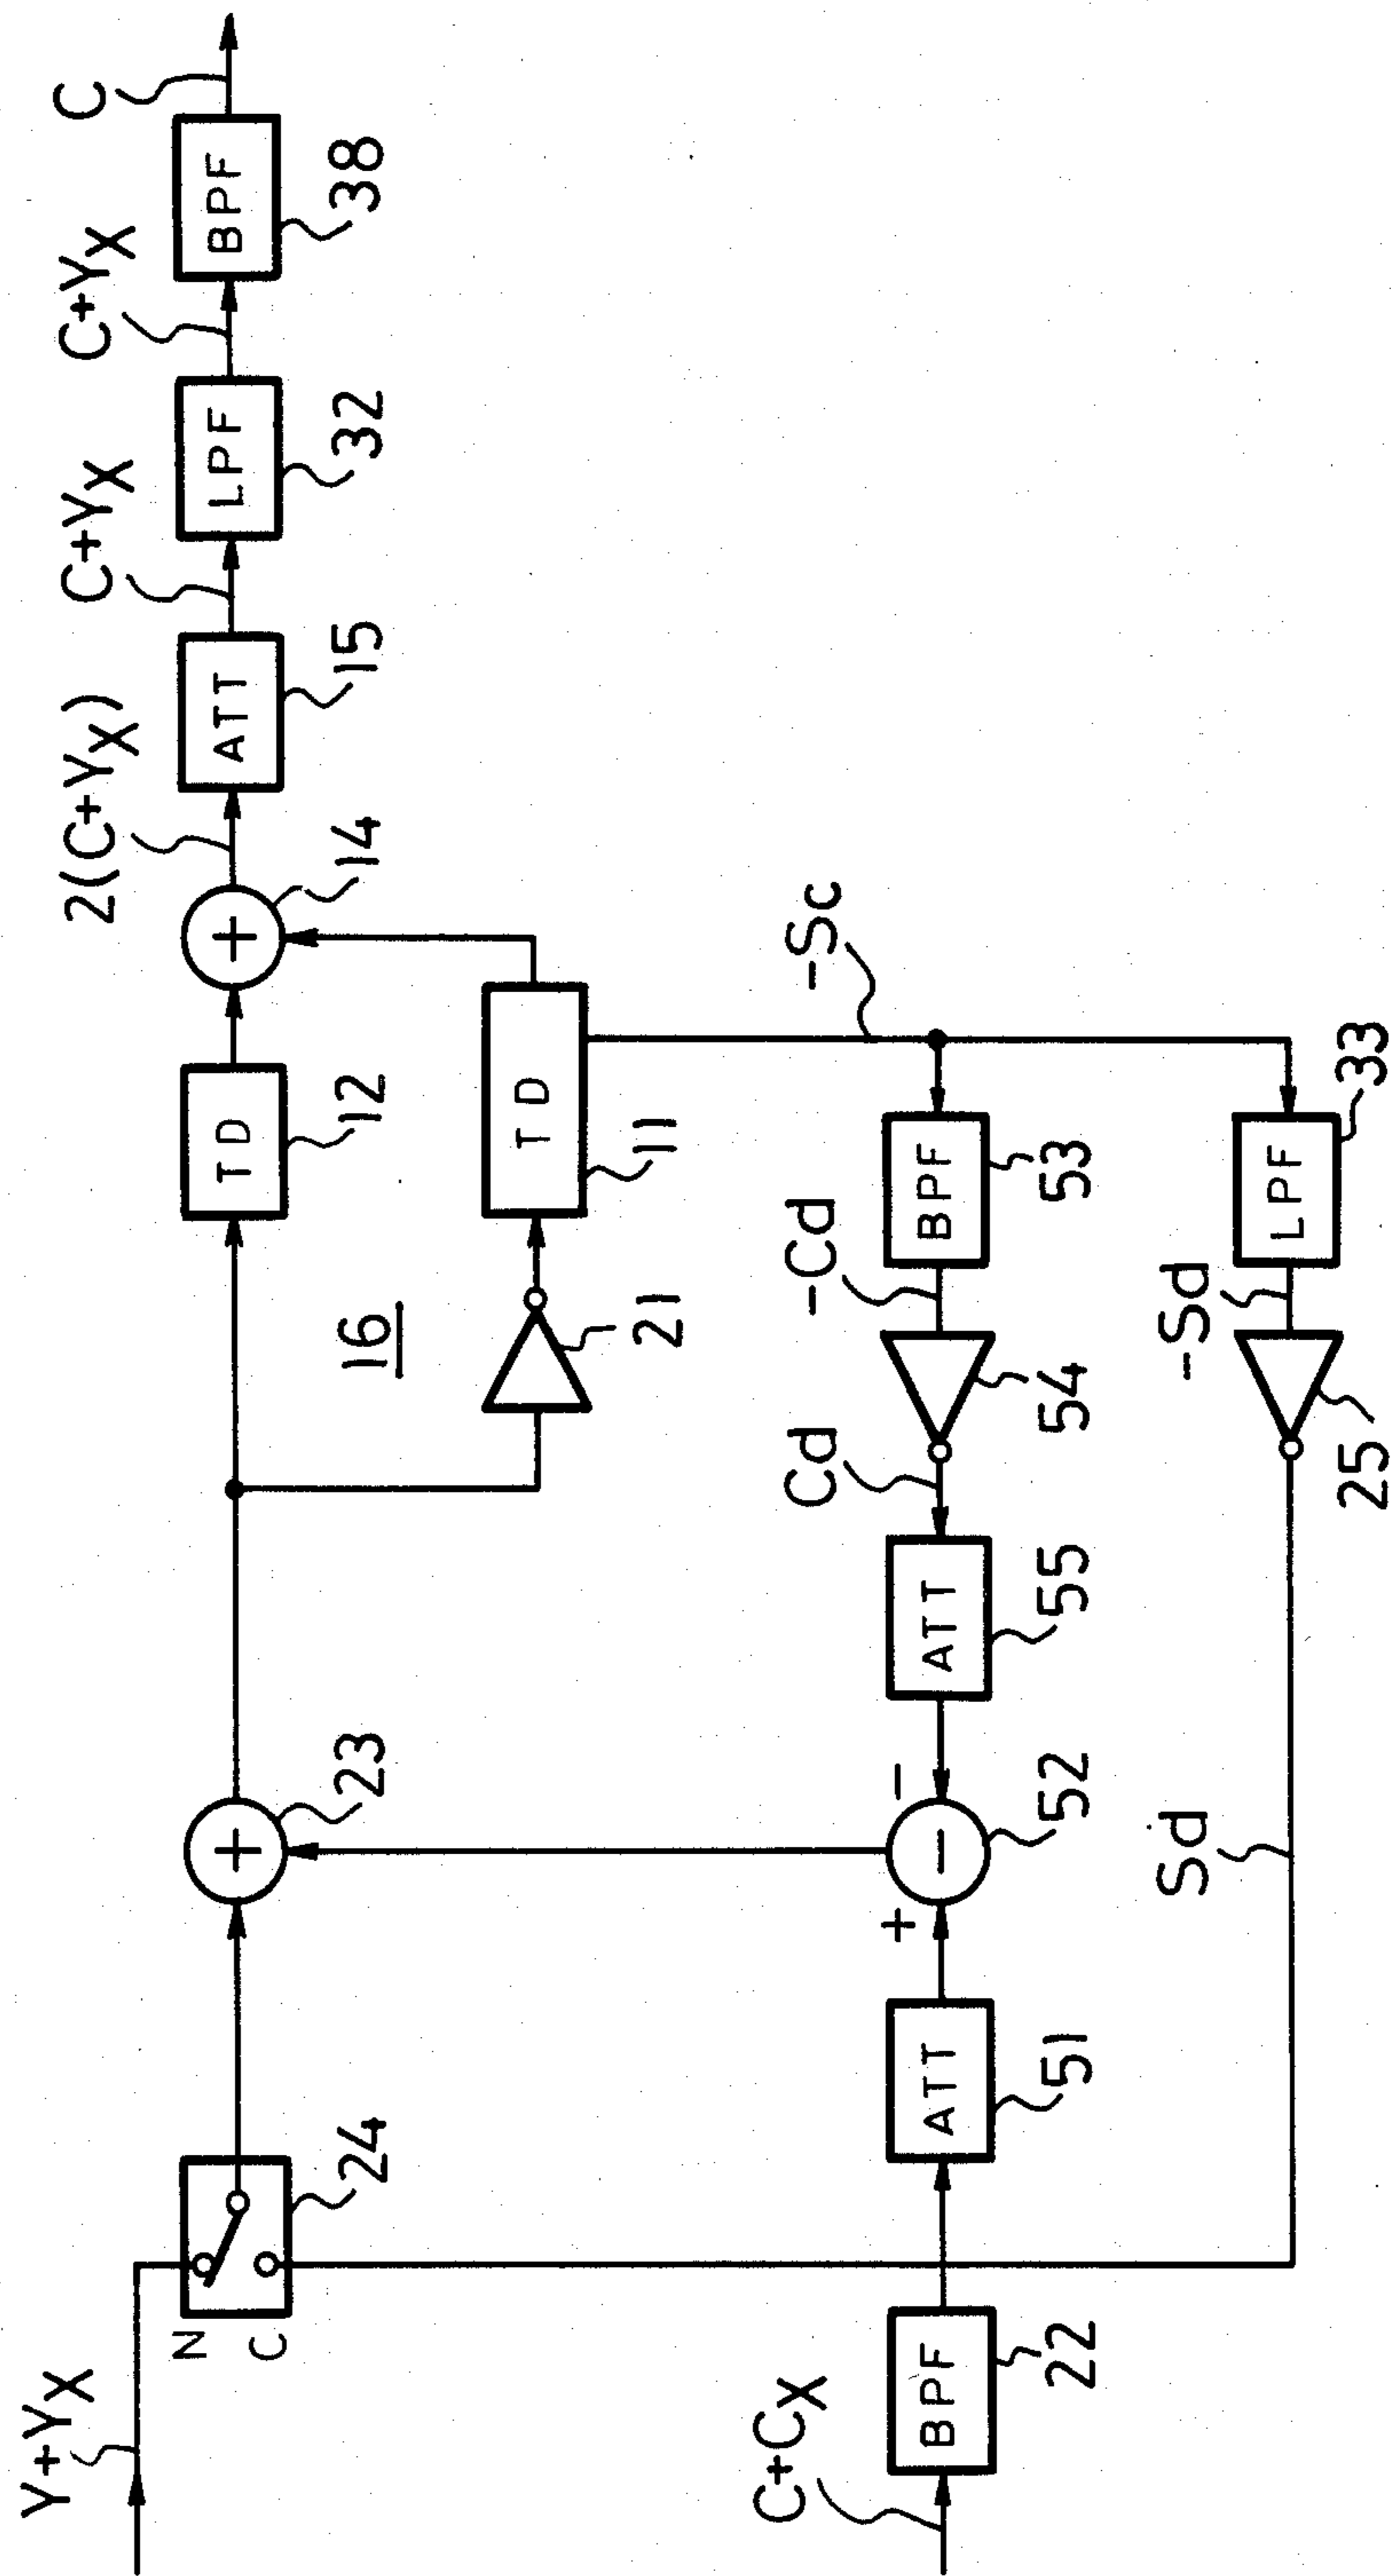 Y+YX
N
C
24
23
TD
12
+
14
2(C+YX)
ATT
15
C+YX
LPF
32
C+YX
BPF
38
C
16
21
TD
11
-Sc
C+CX
BPF
22
ATT
51
+
-
52
-
ATT
55
Cd
54
-Cd
BPF
53
Sd
25
-Sd
LPF
33
+